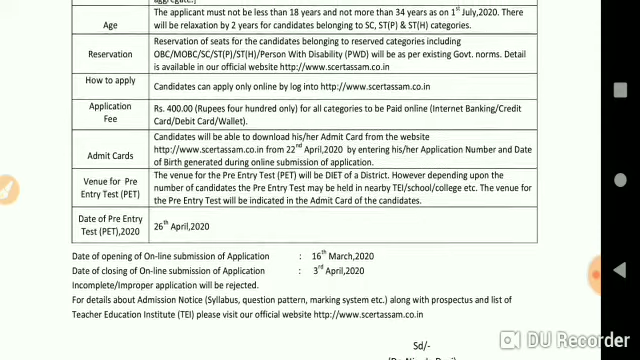 aggregate.]
Age
The applicant must not be less than 18 years and not more than 34 years as on 1st July,2020. There
will be relaxation by 2 years for candidates belonging to SC, ST(P) & ST(H) categories.
Reservation
Reservation of seats for the candidates belonging to reserved categories including
OBC/MOBC/SC/ST(P)/ST(H)/Person With Disability (PWD) will be as per existing Govt. norms. Detail
is available in our official website http://www.scertassam.co.in
How to apply
Candidates can apply only online by log into http://www.scertassam.co.in
Application
Fee
Rs. 400.00 (Rupees four hundred only) for all categories to be Paid online (Internet Banking/Credit
Card/Debit Card/Wallet).
Admit Cards
Candidates will be able to download his/her Admit Card from the website
http://www.scertassam.co.in from 22nd April,2020 by entering his/her Application Number and Date
of Birth generated during online submission of application.
Venue for Pre
Entry Test (PET)
The venue for the Pre Entry Test (PET) will be DIET of a District. However depending upon the
number of candidates the Pre Entry Test may be held in nearby TEI/school/college etc. The venue for
the Pre Entry Test will be indicated in the Admit Card of the candidates.
Date of Pre Entry
Test (PET),2020
26th April,2020
Date of opening of On-line submission of Application : 16th March,2020
Date of closing of On-line submission of Application : 3rd April,2020
Incomplete/Improper application will be rejected.
For details about Admission Notice (Syllabus, question pattern, marking system etc.) along with prospectus and list of
Teacher Education Institute (TEI) please visit our official website http://www.scertassam.co.in
Sd/-
DU Recorder